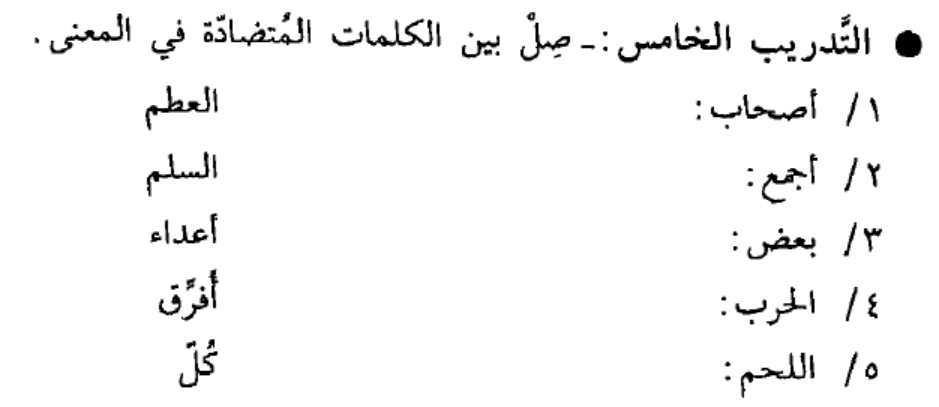 ● التَّدريب الخامس :ـ صِلْ بين الكلمات المُتضادّة في المعنى .
١/ أصحاب : العظم
٢/ أجمع : السلم
٣/ بعض : أعداء
٤/ الحرب : أُفرِّق
٥/ اللحم : كُلّ